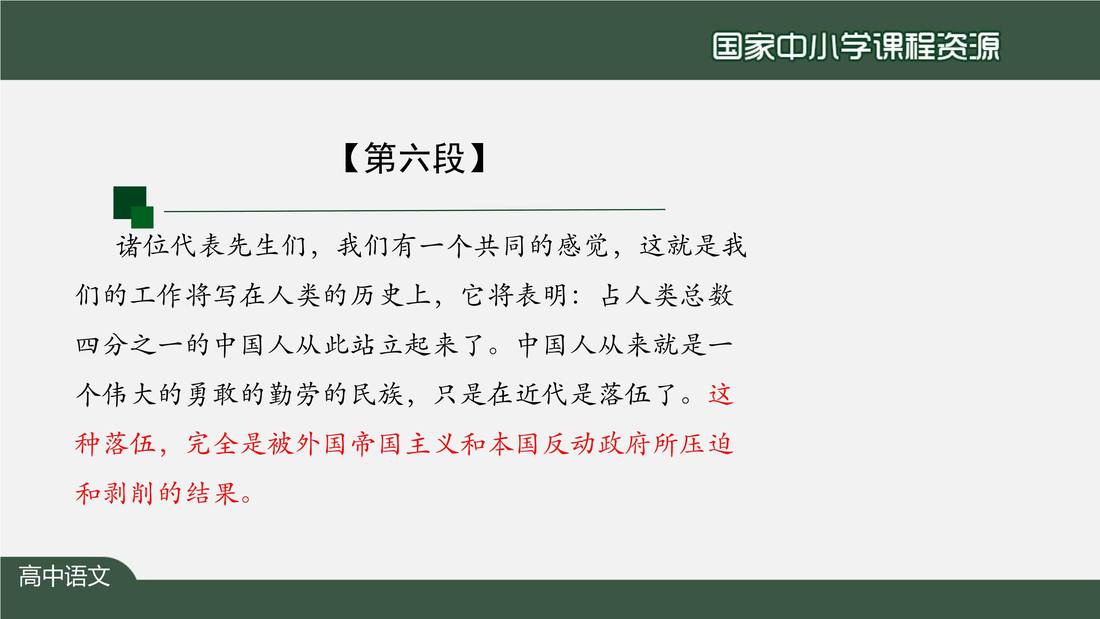 国家中小学课程资源
【第六段】
诸位代表先生们，我们有一个共同的感觉，这就是我
们的工作将写在人类的历史上，它将表明：占人类总数
四分之一的中国人从此站立起来了。中国人从来就是一
个伟大的勇敢的勤劳的民族，只是在近代是落伍了。这
种落伍，完全是被外国帝国主义和本国反动政府所压迫
和剥削的结果。
高中语文